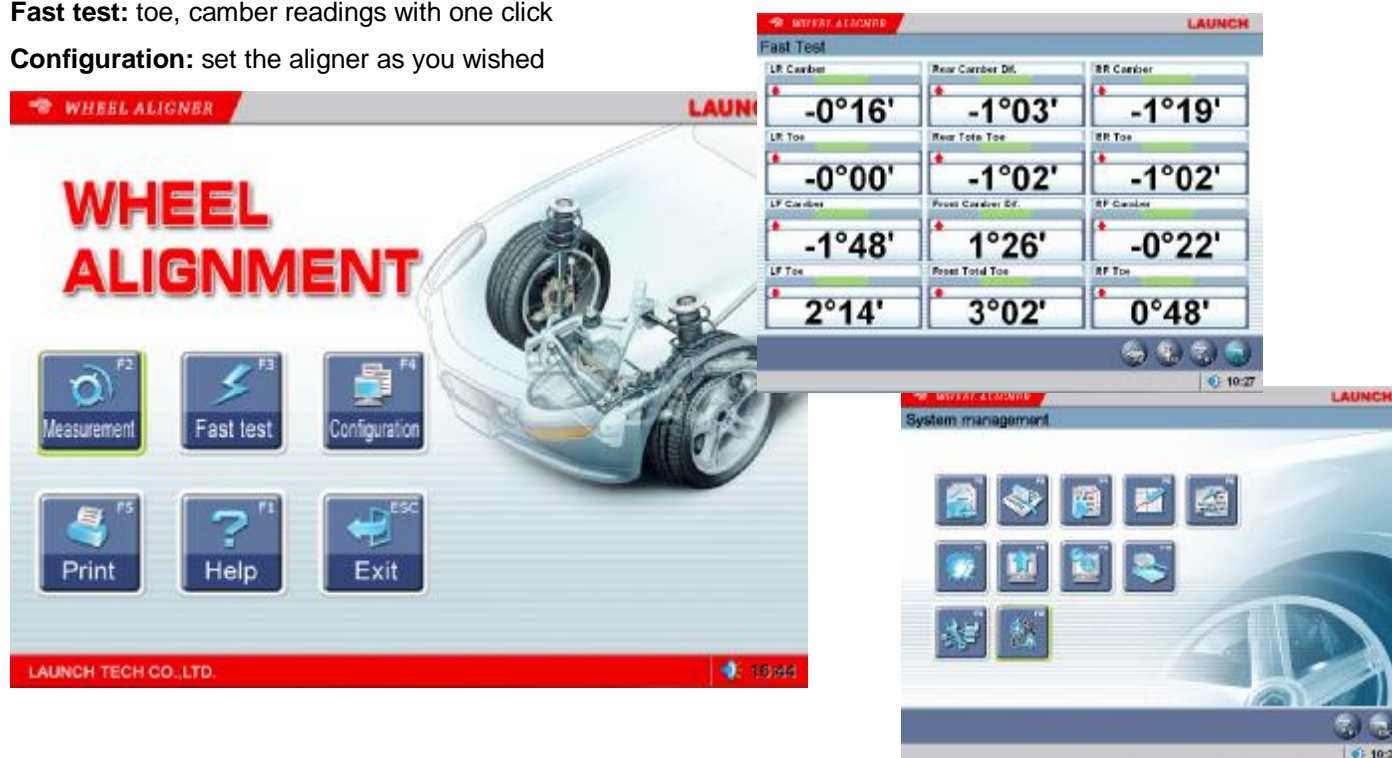 Fast test: toe, camber readings with one click
Configuration: set the aligner as you wished
WHEEL ALIGNER
LAUN
WHEEL
ALIGNMENT
F2
Measurement
F3
Fast test
F4
Configuration
F5
Print
F1
Help
ESC
Exit
LAUNCH TECH CO.,LTD.
16:44
WHEEL ALIGNER
LAUNCH
Fast Test
LR Camber
Rear Camber Dif.
RR Camber
-0°16'
-1°03'
-1°19'
LR Toe
Rear Tota Toe
RR Toe
-0°00'
-1°02'
-1°02'
LF Camber
Front Camber Dif.
RF Camber
-1°48'
1°26'
-0°22'
LF Toe
Front Total Toe
RF Toe
2°14'
3°02'
0°48'
10:27
WHEEL ALIGNER
LAUNCH
System management